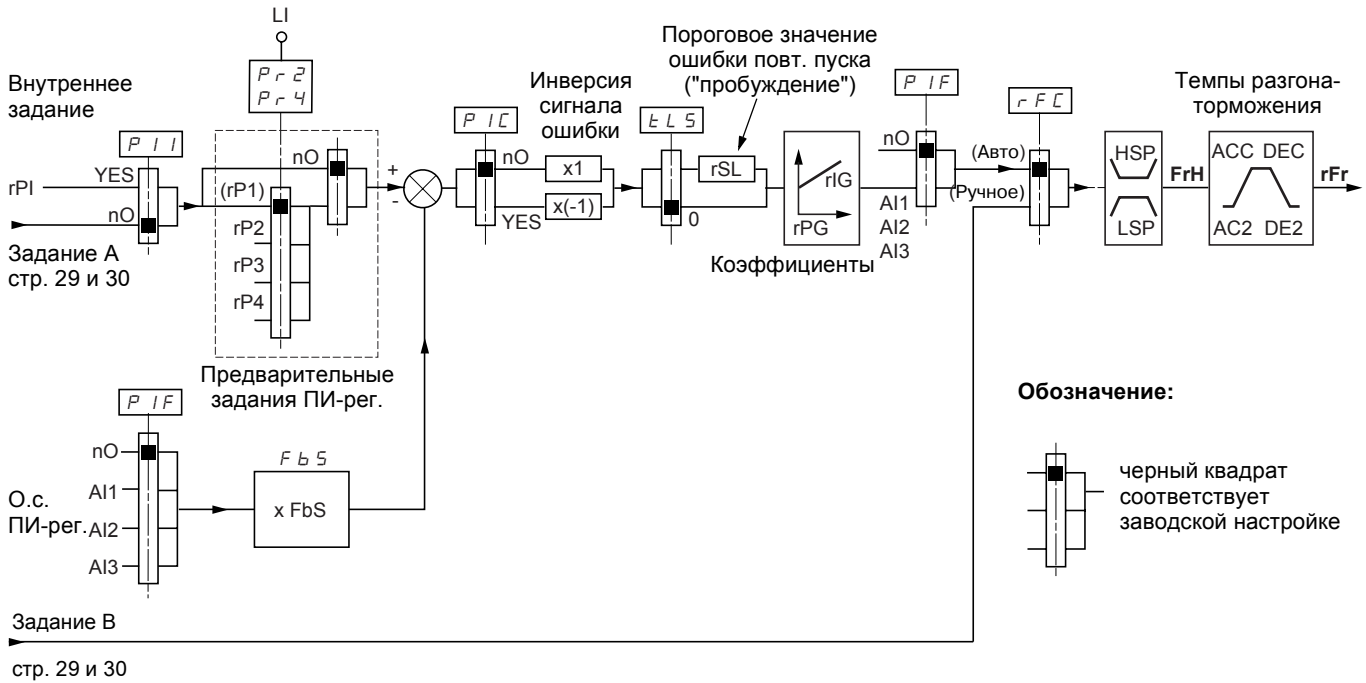 LI
Pr2
Pr4
Внутреннее
задание
PII
rPI
YES
nO
Задание A
стр. 29 и 30
(rP1)
rP2
rP3
rP4
nO
Предварительные
задания ПИ-рег.
+
-
PIC
nO
YES
Инверсия
сигнала
ошибки
x1
x(-1)
tLS
0
Пороговое значение
ошибки повт. пуска
("пробуждение")
rSL
rIG
rPG
Коэффициенты
PIF
nO
AI1
AI2
AI3
(Авто)
(Ручное)
rFC
HSP
LSP
FrH
Темпы разгона-
торможения
ACC DEC
AC2 DE2
rFr
PIF
О.с.
ПИ-рег.
nO
AI1
AI2
AI3
FbS
x FbS
Обозначение:
черный квадрат
соответствует
заводской настройке
Задание B
стр. 29 и 30